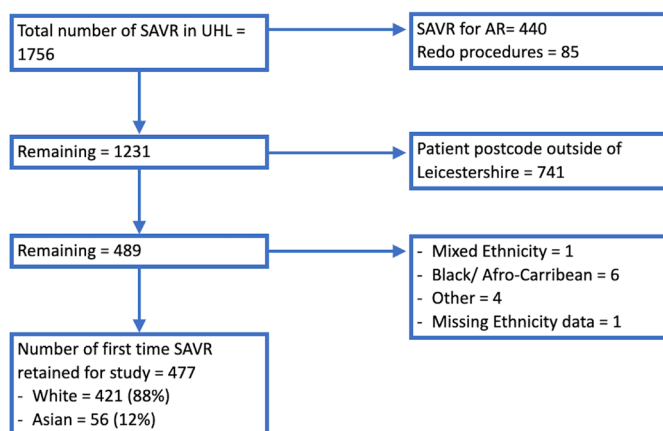 Total number of SAVR in UHL =
1756
SAVR for AR= 440
Redo procedures = 85
Remaining = 1231
Patient postcode outside of
Leicestershire = 741
Remaining = 489
- Mixed Ethnicity = 1
- Black/ Afro-Carribean = 6
- Other = 4
- Missing Ethnicity data = 1
Number of first time SAVR
retained for study = 477
- White = 421 (88%)
- Asian = 56 (12%)